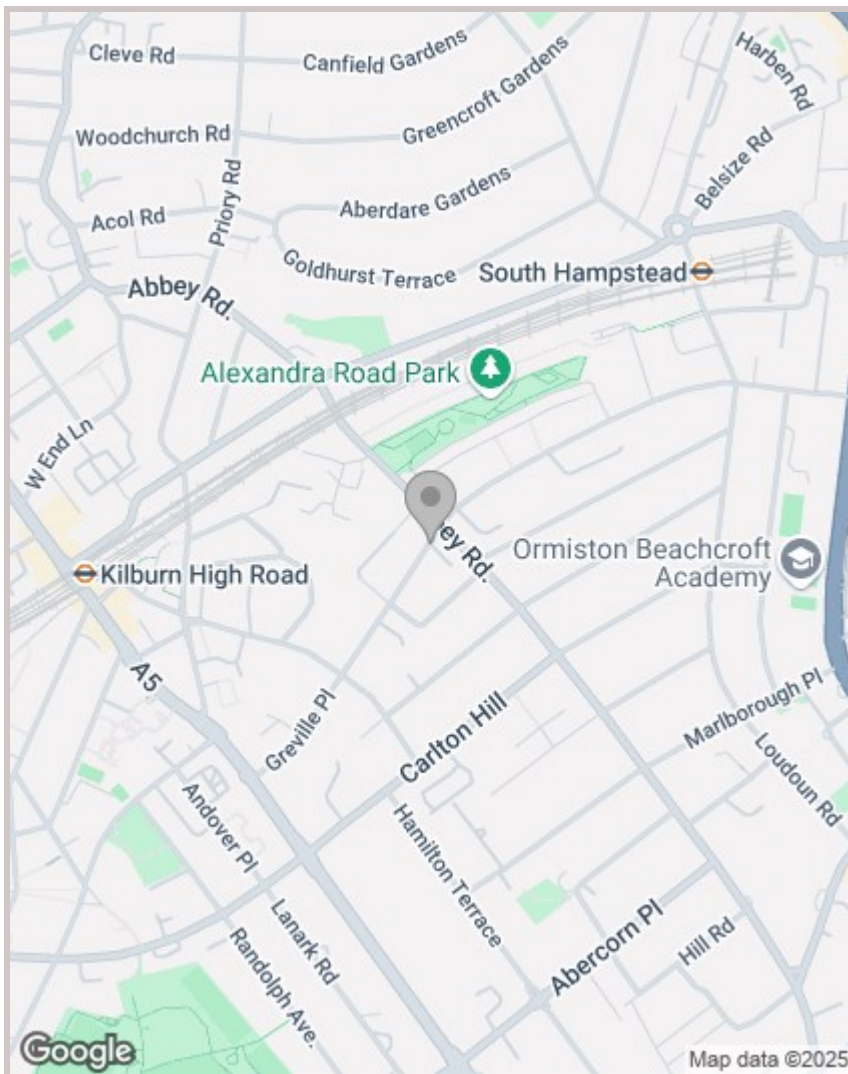 Cleve Rd
Canfield Gardens
Harben Rd
Greencroft Gardens
Woodchurch Rd
Priory Rd
Belsize Rd
Aberdare Gardens
Acol Rd
Goldhurst Terrace
South Hampstead
Abbey Rd.
Alexandra Road Park
W End Ln
ey Rd.
Ormiston Beachcroft
Academy
Kilburn High Road
A5
Greville Pl
Marlborough Pl
Carlton Hill
Loudoun Rd
Andover Pl
Hamilton Terrace
Lanark Rd
Hill Rd
Abercorn Pl
Randolph Ave.
Google
Map data ©2025